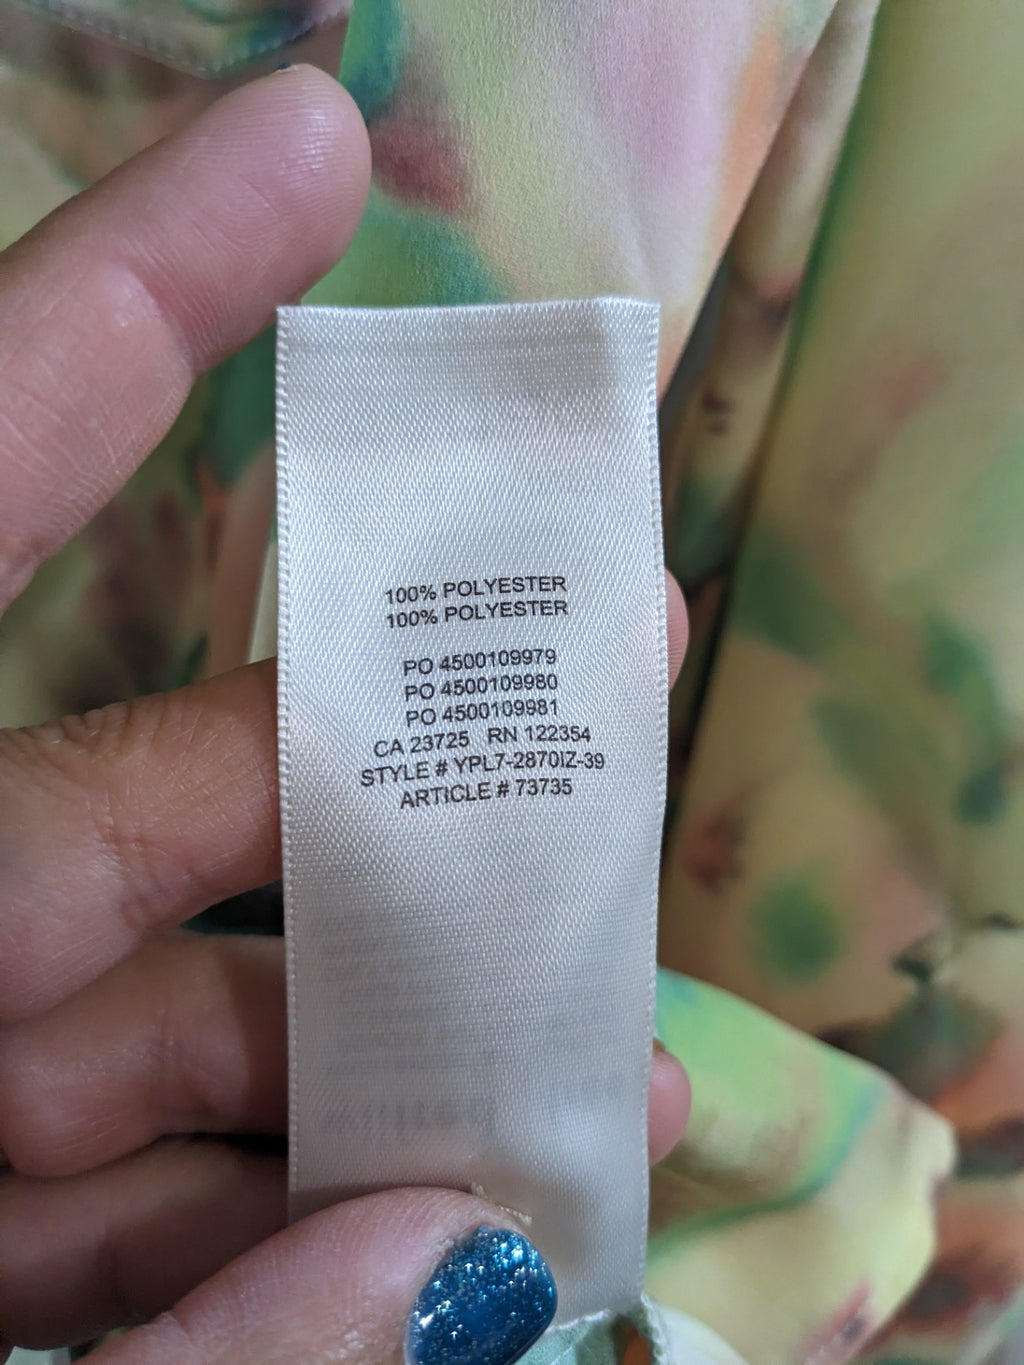 100% POLYESTER
100% POLYESTER
PO 4500109979
PO 4500109980
PO 4500109981
CA 23725 RN 122354
STYLE # YPL7-2870IZ-39
ARTICLE # 73735